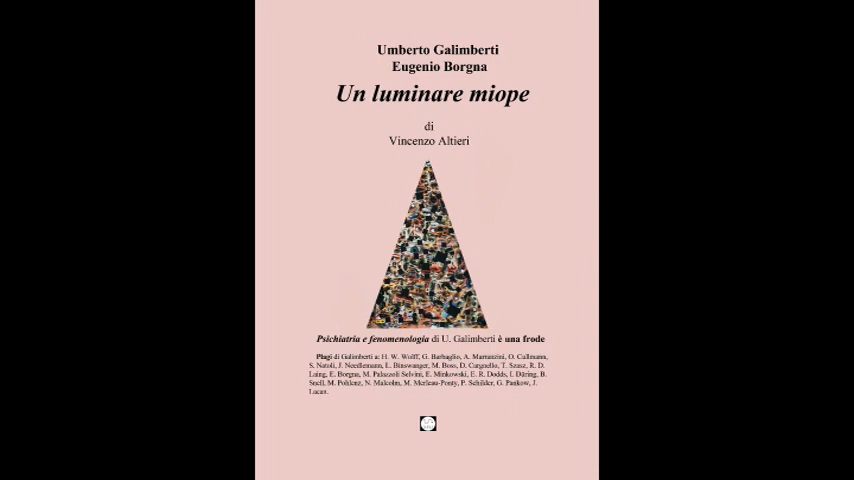 Umberto Galimberti
Eugenio Borgna
Un luminare miope
di
Vincenzo Altieri
Psichiatria e fenomenologia di U. Galimberti è una frode
Plagi di Galimberti a: H. W. Wolff, G. Barbaglio, A. Marranzini, O. Cullmann,
S. Natoli, J. Needlemann, L. Binswanger, M. Boss, D. Cargnello, T. Szasz, R. D.
Laing, E. Borgna, M. Palazzoli Selvini, E. Minkowski, E. R. Dodds, I. Düring, B.
Snell, M. Pohlenz, N. Malcolm, M. Merleau-Ponty, P. Schilder, G. Pankow, J.
Lacan.